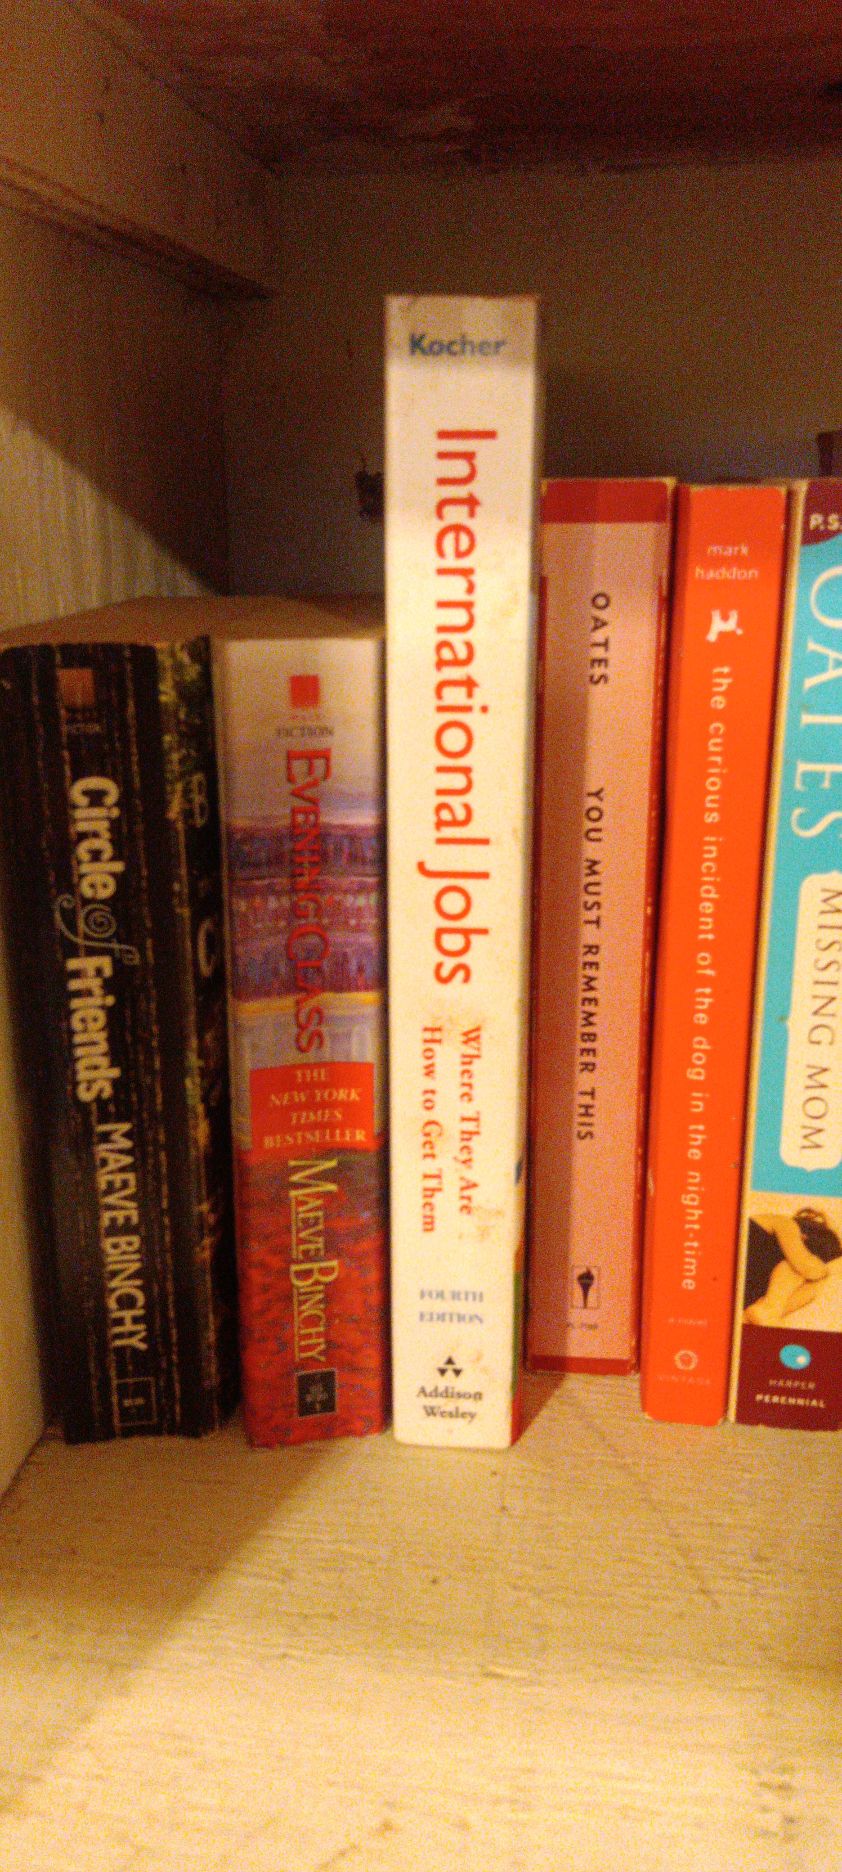 FICTION
Circle of Friends
MAEVE BINCHY
FICTION
EVENING CLASS
THE
NEW YORK
TIMES
BESTSELLER
MAEVE BINCHY
Kocher
International Jobs
Where They Are
How to Get Them
FOURTH
EDITION
Addison
Wesley
OATES
YOU MUST REMEMBER THIS
mark
haddon
the curious incident of the dog in the night-time
a novel
VINTAGE
P.S.
OATES
MISSING MOM
HARPER
PERENNIAL